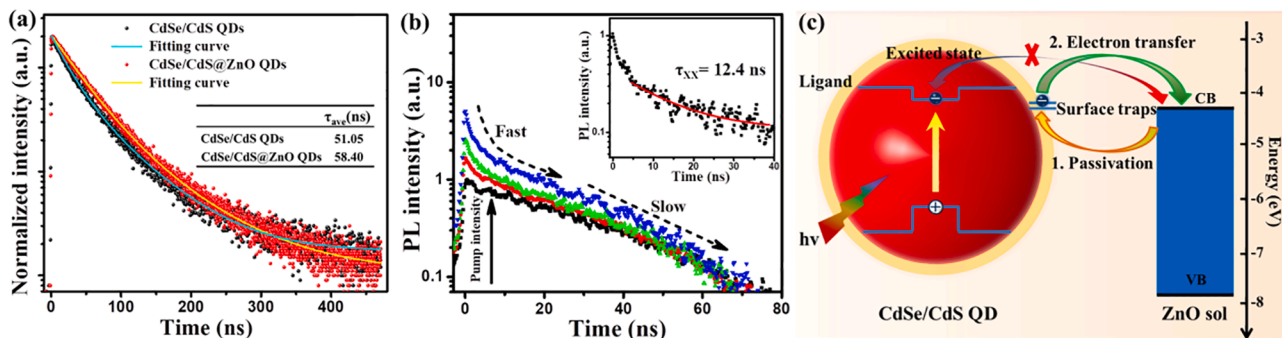 (a)
Normalized intensity (a.u.)
CdSe/CdS QDs
Fitting curve
CdSe/CdS@ZnO QDs
Fitting curve
τave(ns)
CdSe/CdS QDs 51.05
CdSe/CdS@ZnO QDs 58.40
0 100 200 300 400
Time (ns)
(b)
PL intensity (a.u.)
10
1
0.1
Fast
Slow
Pump intensity
0 20 40 60 80
Time (ns)
PL intensity (a.u.)
1
0.1
τXX= 12.4 ns
0 10 20 30 40
Time (ns)
(c)
Excited state
2. Electron transfer
Ligand
Surface traps
1. Passivation
hν
CdSe/CdS QD
CB
VB
ZnO sol
-3
-4
-5
-6
-7
-8
Energy (eV)